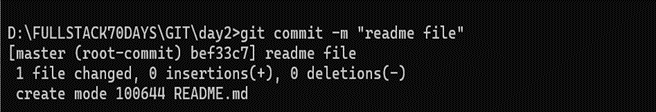 D:\FULLSTACK70DAYS\GIT\day2>git commit -m "readme file"
[master (root-commit) bef33c7] readme file
 1 file changed, 0 insertions(+), 0 deletions(-)
 create mode 100644 README.md